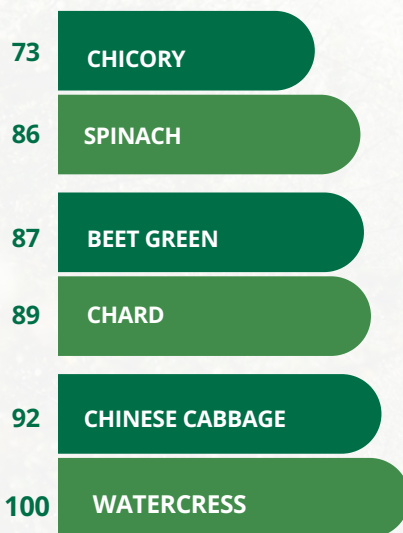 73 CHICORY
86 SPINACH
87 BEET GREEN
89 CHARD
92 CHINESE CABBAGE
100 WATERCRESS